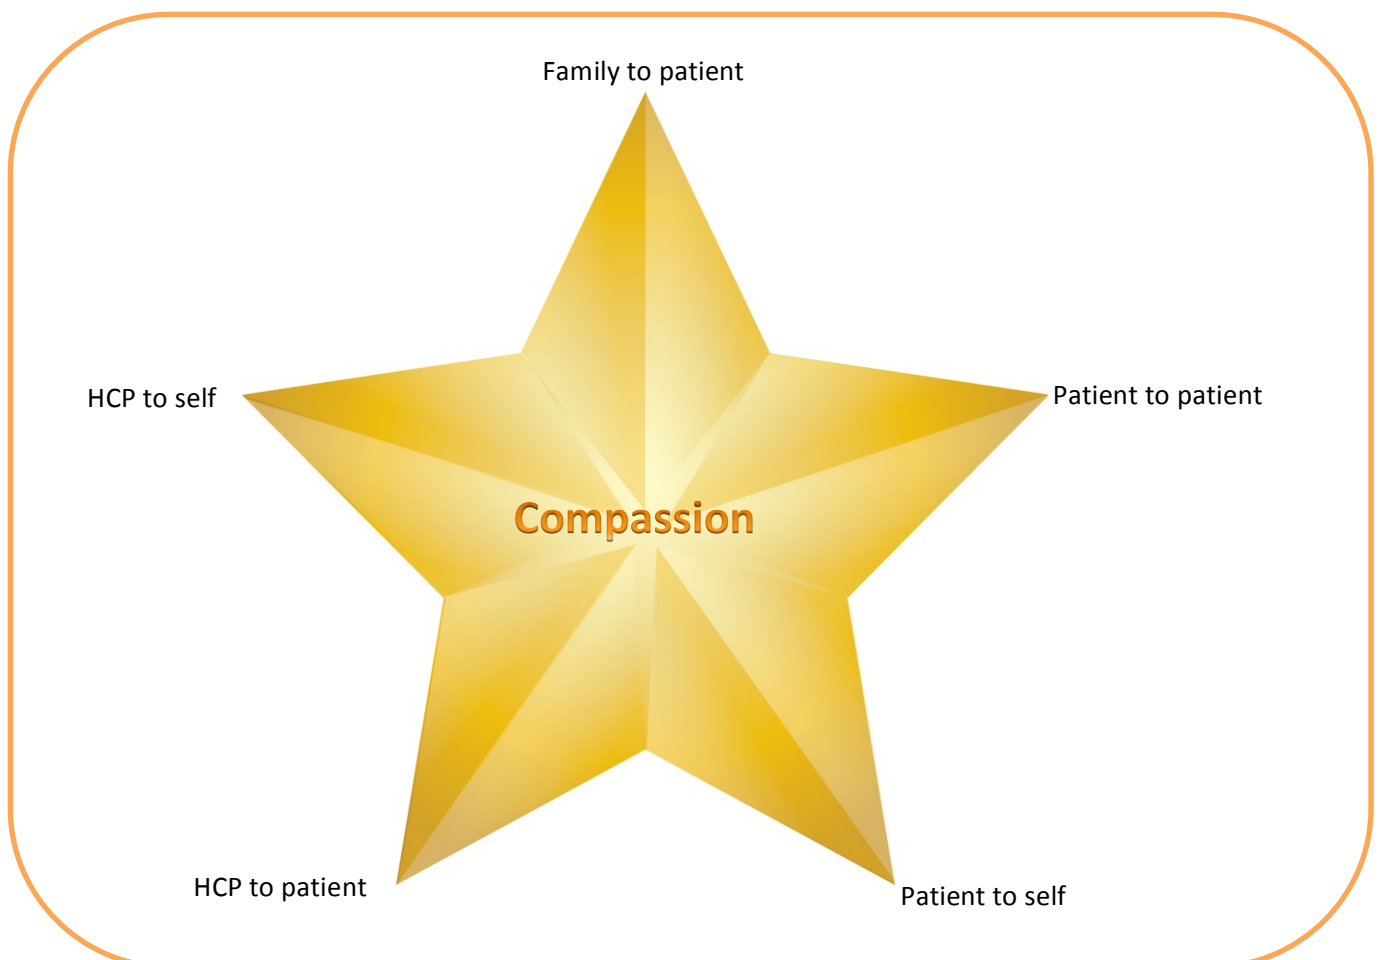 Family to patient
HCP to self
Patient to patient
Compassion
HCP to patient
Patient to self